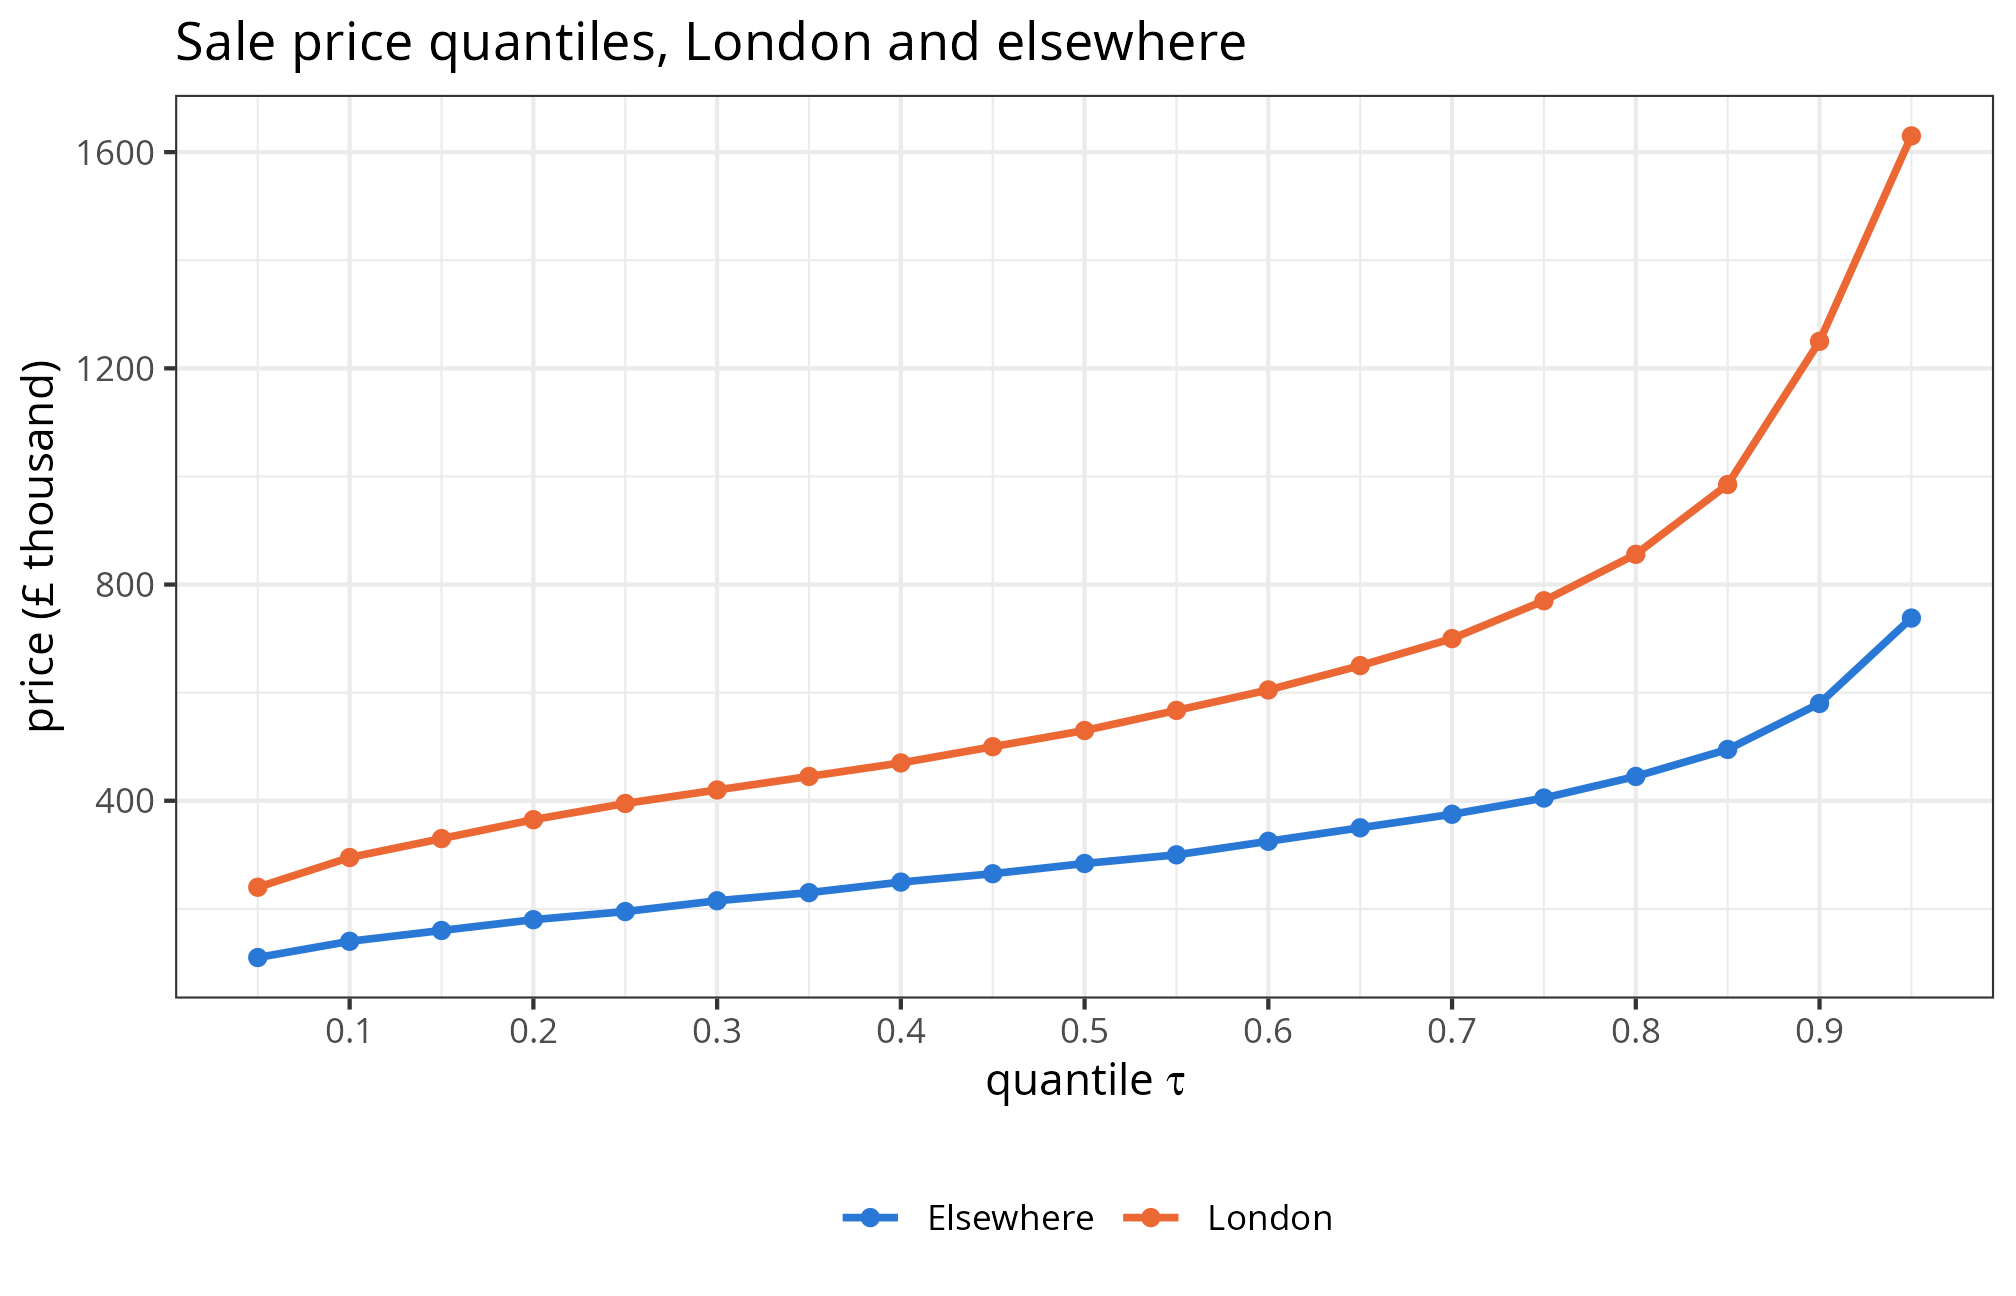 Sale price quantiles, London and elsewhere
price (£ thousand)
1600
1200
800
400
0.1 0.2 0.3 0.4 0.5 0.6 0.7 0.8 0.9
quantile τ
Elsewhere London